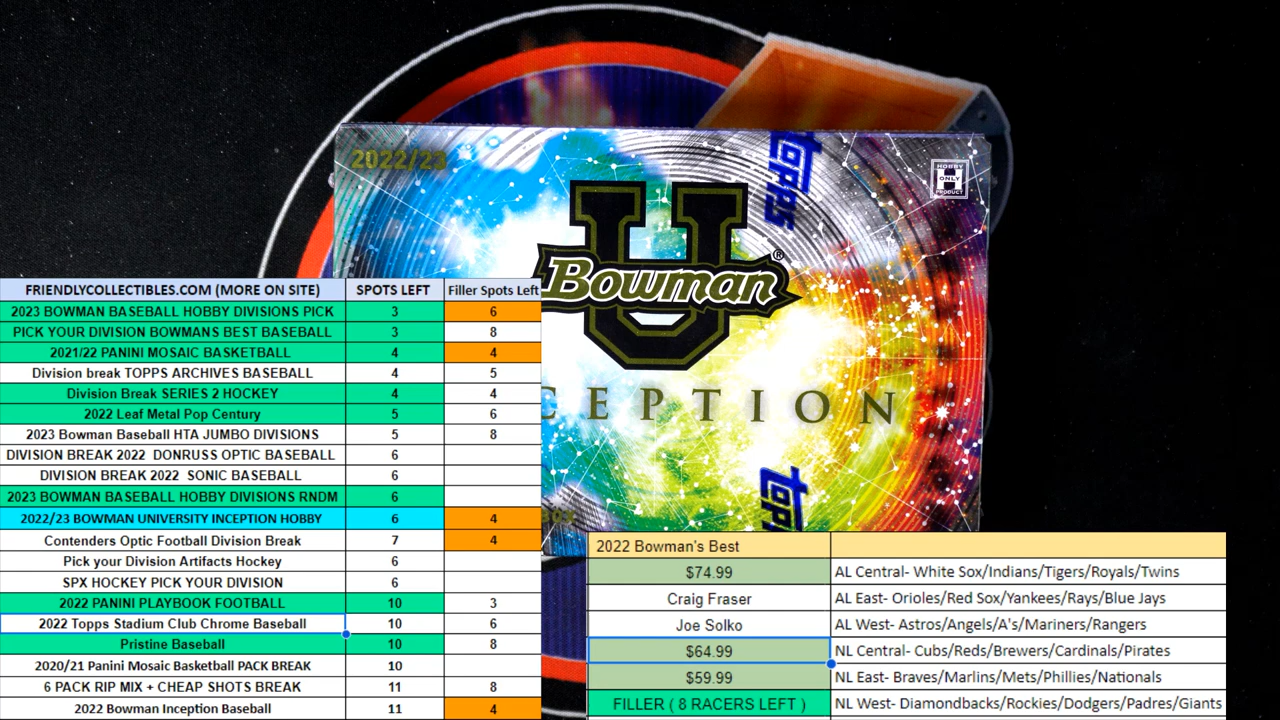 2022/23
topps
HOBBY
H
ONLY
PRODUCT
U
Bowman®
CEPTION
topp
FRIENDLYCOLLECTIBLES.COM (MORE ON SITE) SPOTS LEFT Filler Spots Left
2023 BOWMAN BASEBALL HOBBY DIVISIONS PICK 3 6
PICK YOUR DIVISION BOWMANS BEST BASEBALL 3 8
2021/22 PANINI MOSAIC BASKETBALL 4 4
Division break TOPPS ARCHIVES BASEBALL 4 5
Division Break SERIES 2 HOCKEY 4 4
2022 Leaf Metal Pop Century 5 6
2023 Bowman Baseball HTA JUMBO DIVISIONS 5 8
DIVISION BREAK 2022 DONRUSS OPTIC BASEBALL 6
DIVISION BREAK 2022 SONIC BASEBALL 6
2023 BOWMAN BASEBALL HOBBY DIVISIONS RNDM 6
2022/23 BOWMAN UNIVERSITY INCEPTION HOBBY 6 4
Contenders Optic Football Division Break 7 4
Pick your Division Artifacts Hockey 6
SPX HOCKEY PICK YOUR DIVISION 6
2022 PANINI PLAYBOOK FOOTBALL 10 3
2022 Topps Stadium Club Chrome Baseball 10 6
Pristine Baseball 10 8
2020/21 Panini Mosaic Basketball PACK BREAK 10
6 PACK RIP MIX + CHEAP SHOTS BREAK 11 8
2022 Bowman Inception Baseball 11 4
2022 Bowman's Best
$74.99 AL Central- White Sox/Indians/Tigers/Royals/Twins
Craig Fraser AL East- Orioles/Red Sox/Yankees/Rays/Blue Jays
Joe Solko AL West- Astros/Angels/A's/Mariners/Rangers
$64.99 NL Central- Cubs/Reds/Brewers/Cardinals/Pirates
$59.99 NL East- Braves/Marlins/Mets/Phillies/Nationals
FILLER ( 8 RACERS LEFT ) NL West- Diamondbacks/Rockies/Dodgers/Padres/Giants